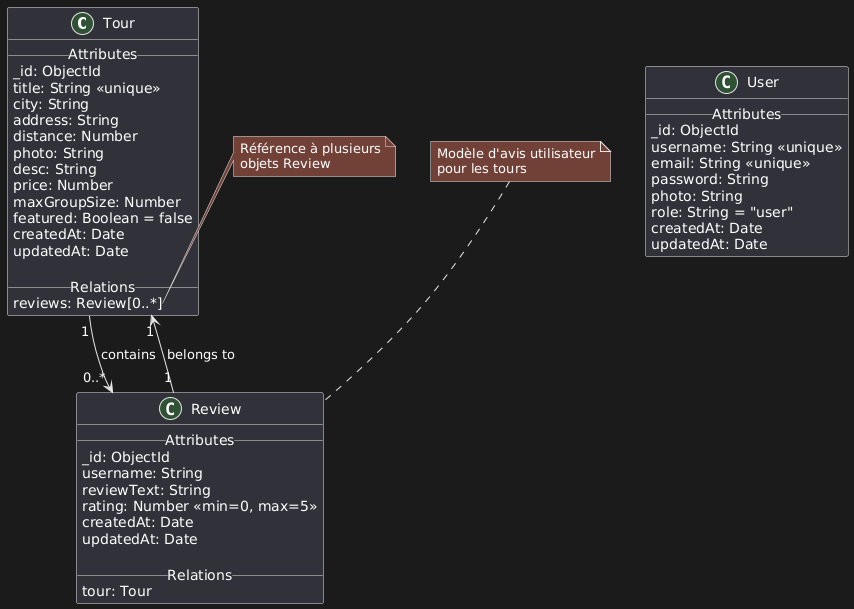 C Tour
Attributes
_id: ObjectId
title: String «unique»
city: String
address: String
distance: Number
photo: String
desc: String
price: Number
maxGroupSize: Number
featured: Boolean = false
createdAt: Date
updatedAt: Date
Relations
reviews: Review[0..*]
Référence à plusieurs
objets Review
Modèle d'avis utilisateur
pour les tours
C User
Attributes
_id: ObjectId
username: String «unique»
email: String «unique»
password: String
photo: String
role: String = "user"
createdAt: Date
updatedAt: Date
1
1
contains
belongs to
0..*
1
C Review
Attributes
_id: ObjectId
username: String
reviewText: String
rating: Number «min=0, max=5»
createdAt: Date
updatedAt: Date
Relations
tour: Tour